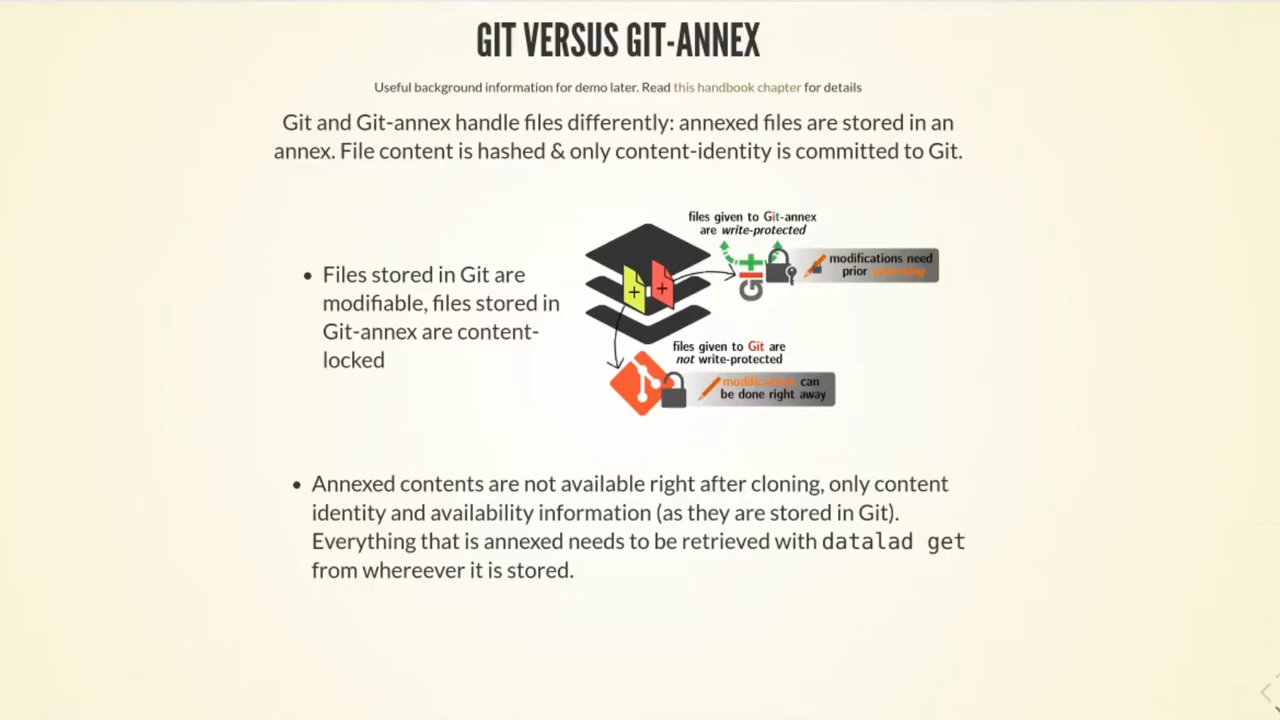 GIT VERSUS GIT-ANNEX
Useful background information for demo later. Read this handbook chapter for details
Git and Git-annex handle files differently: annexed files are stored in an
annex. File content is hashed & only content-identity is committed to Git.
• Files stored in Git are
modifiable, files stored in
Git-annex are content-
locked
files given to Git-annex
are write-protected
modifications need
prior unlocking
Git
files given to Git are
not write-protected
modifications can
be done right away
• Annexed contents are not available right after cloning, only content
identity and availability information (as they are stored in Git).
Everything that is annexed needs to be retrieved with datalad get
from whereever it is stored.